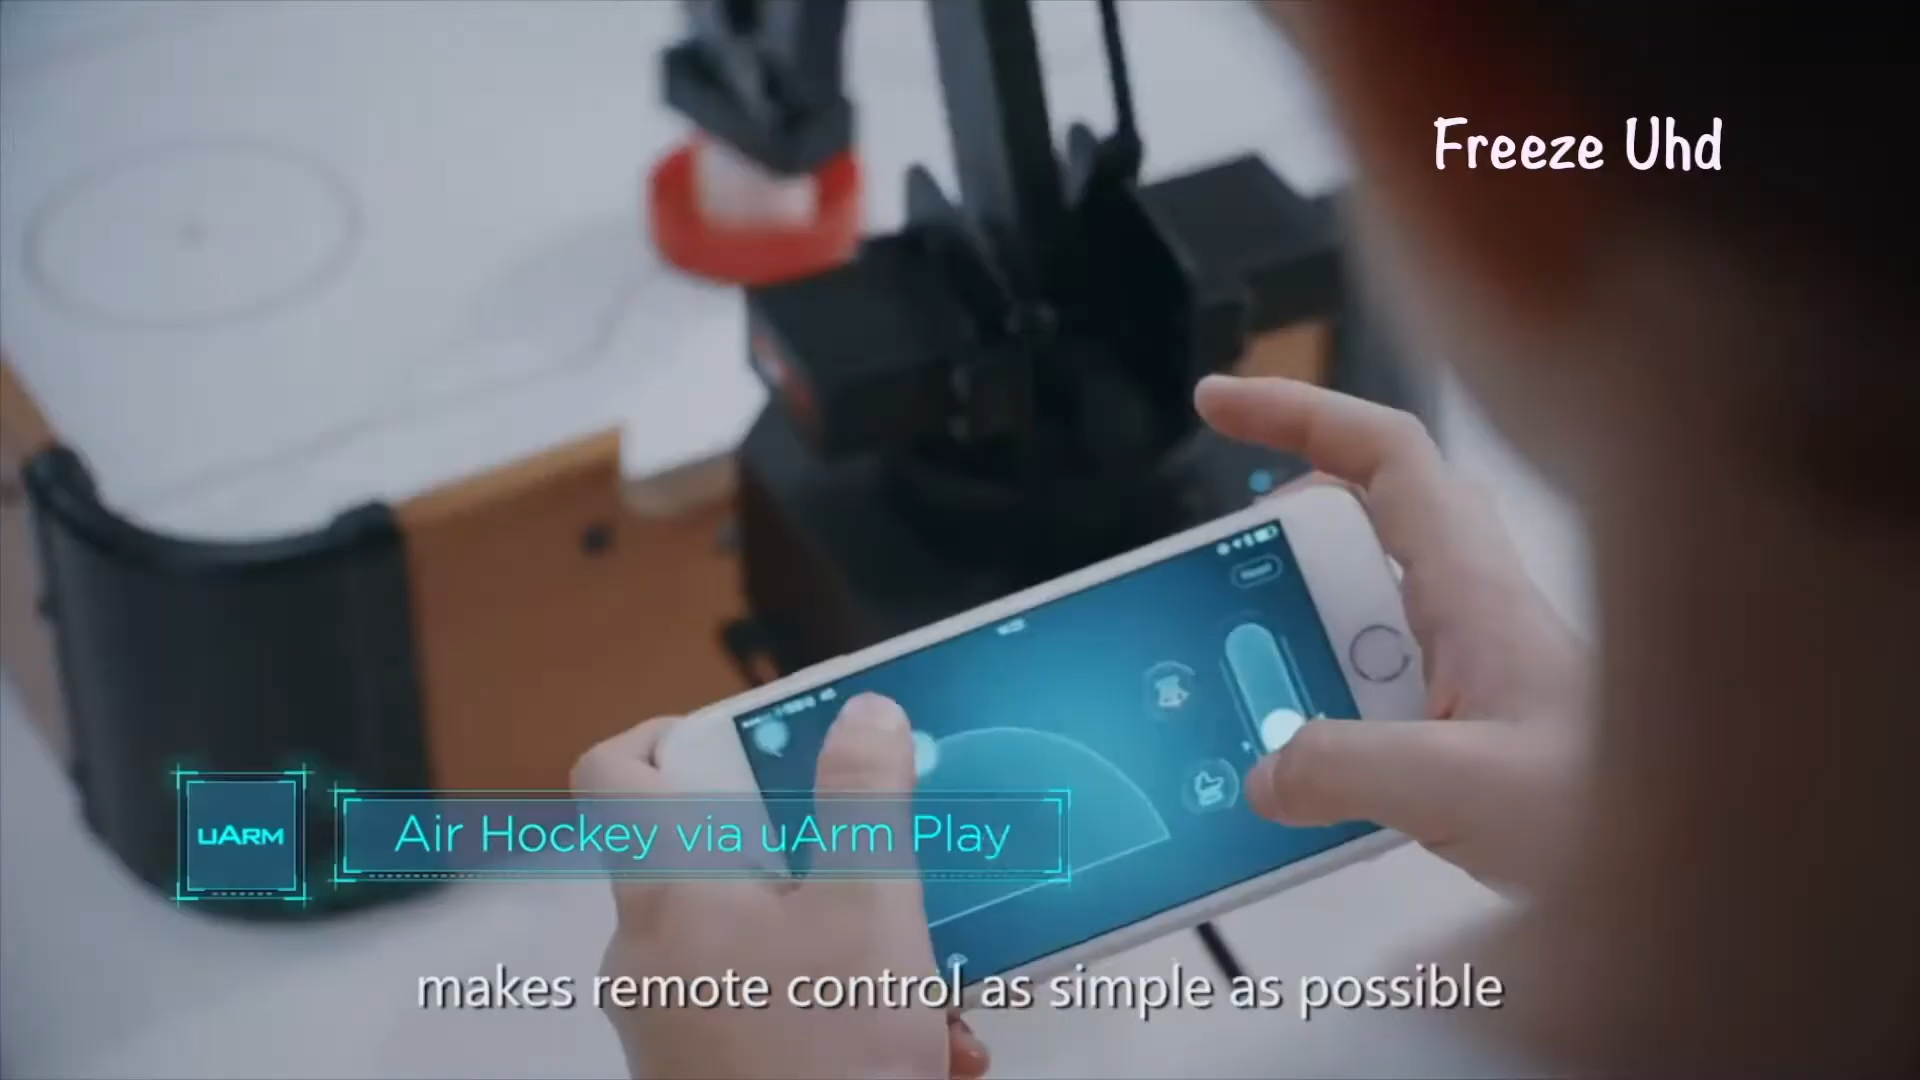 Freeze Uhd
uARM
Air Hockey via uArm Play
makes remote control as simple as possible